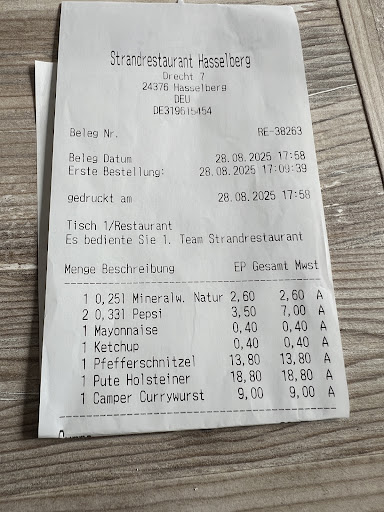 Strandrestaurant Hasselberg
Drecht 7
24376 Hasselberg
DEU
DE319615454
Beleg Nr. RE-38263
Beleg Datum 28.08.2025 17:58
Erste Bestellung: 28.08.2025 17:09:39
gedruckt am 28.08.2025 17:58
Tisch 1/Restaurant
Es bediente Sie 1. Team Strandrestaurant
Menge Beschreibung EP Gesamt Mwst
1 0,25l Mineralw. Natur 2,60 2,60 A
2 0,33l Pepsi 3,50 7,00 A
1 Mayonnaise 0,40 0,40 A
1 Ketchup 0,40 0,40 A
1 Pfefferschnitzel 13,80 13,80 A
1 Pute Holsteiner 18,80 18,80 A
1 Camper Currywurst 9,00 9,00 A